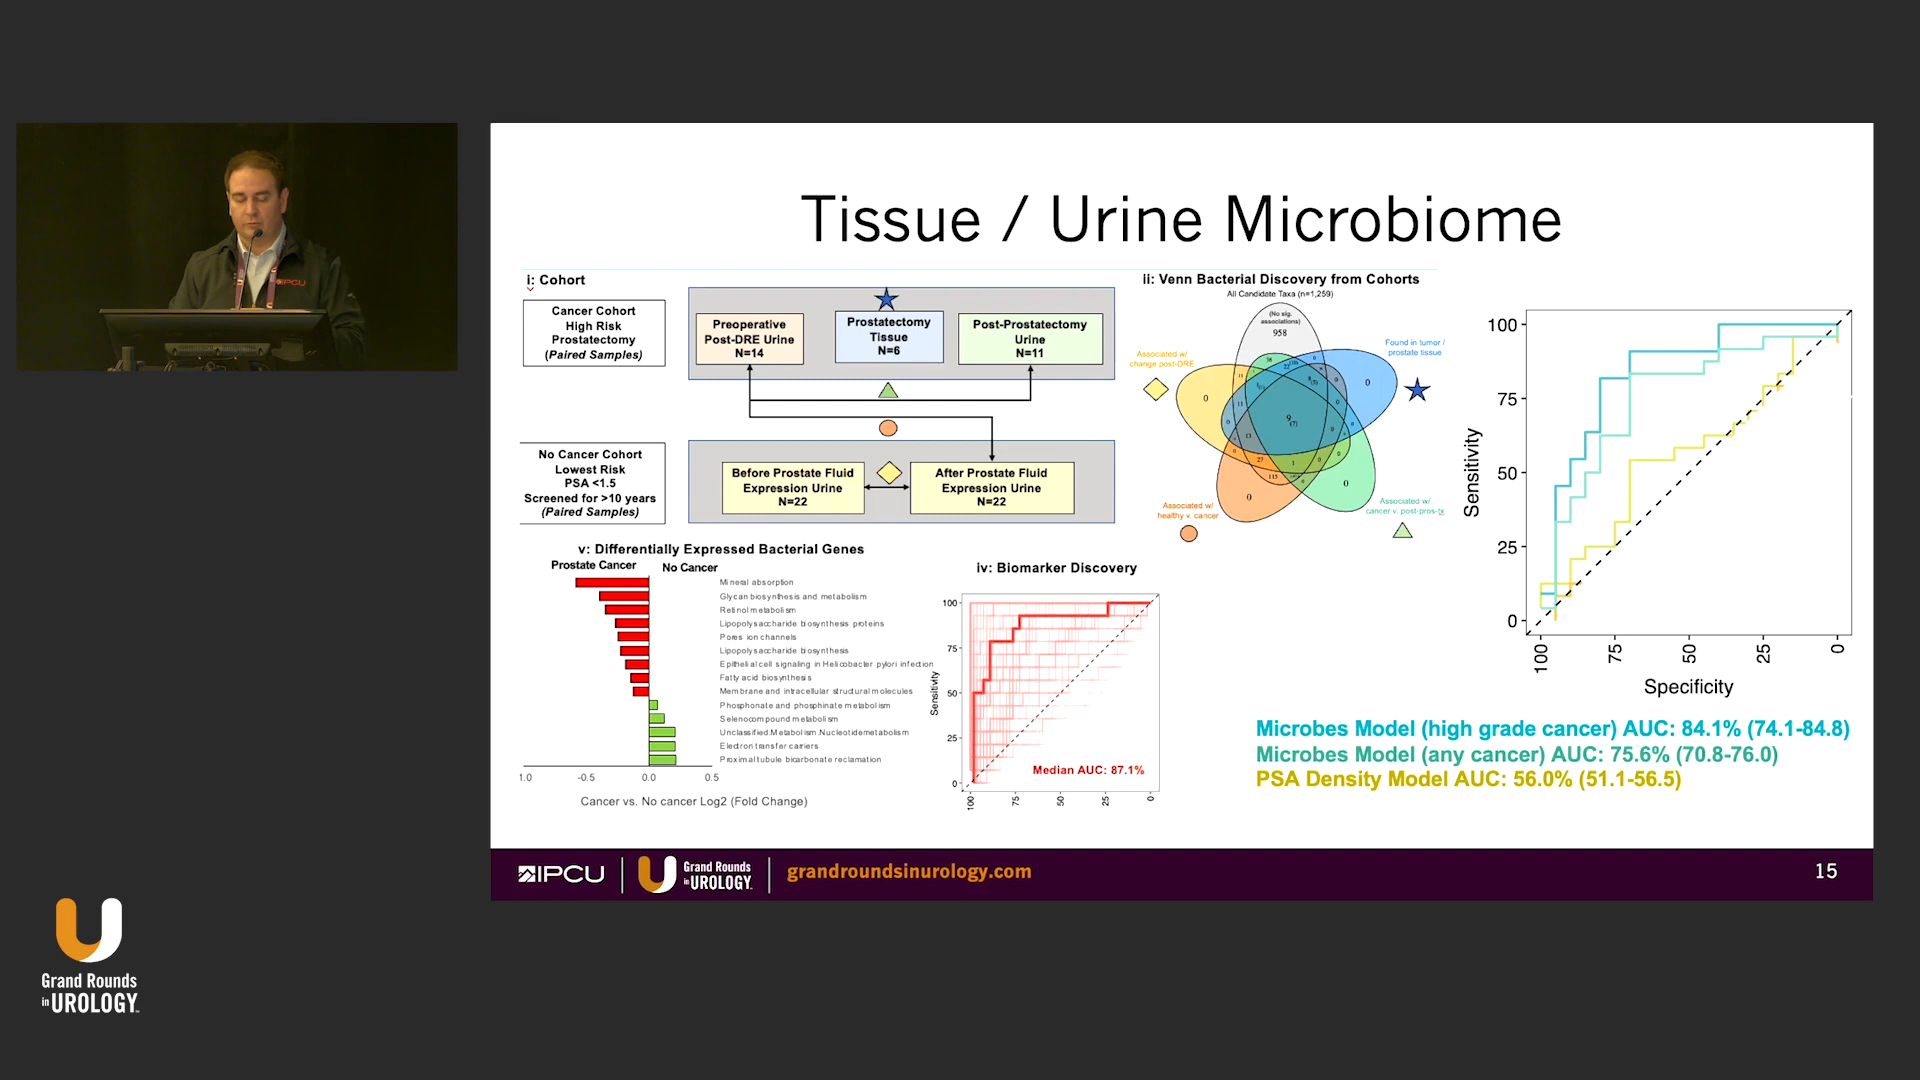 Tissue / Urine Microbiome
i: Cohort
Cancer Cohort
High Risk
Prostatectomy
(Paired Samples)
Preoperative
Post-DRE Urine
N=14
Prostatectomy
Tissue
N=6
Post-Prostatectomy
Urine
N=11
No Cancer Cohort
Lowest Risk
PSA <1.5
Screened for >10 years
(Paired Samples)
Before Prostate Fluid
Expression Urine
N=22
After Prostate Fluid
Expression Urine
N=22
ii: Venn Bacterial Discovery from Cohorts
All Candidate Taxa (n=1,259)
(No sig.
associations)
958
Associated w/
change post-DRE
Found in tumor /
prostate tissue
0
0
9
(7)
13
27
1
115
0
0
Associated w/
healthy v. cancer
Associated w/
cancer v. post-pros-tx
v: Differentially Expressed Bacterial Genes
Prostate Cancer
No Cancer
Mineral absorption
Glycan biosynthesis and metabolism
Retinol metabolism
Lipopolysaccharide biosynthesis proteins
Pores ion channels
Lipopolysaccharide biosynthesis
Epithelial cell signaling in Helicobacter pylori infection
Fatty acid biosynthesis
Membrane and intracellular structural molecules
Phosphonate and phosphinate metabolism
Selenocompound metabolism
Unclassified.Metabolism.Nucleotidemetabolism
Electron transfer carriers
Proximal tubule bicarbonate reclamation
1.0 -0.5 0.0 0.5
Cancer vs. No cancer Log2 (Fold Change)
iv: Biomarker Discovery
100
75
50
25
0
Sensitivity
Median AUC: 87.1%
100 75 50 25 0
100
75
50
25
0
Sensitivity
100 75 50 25 0
Specificity
Microbes Model (high grade cancer) AUC: 84.1% (74.1-84.8)
Microbes Model (any cancer) AUC: 75.6% (70.8-76.0)
PSA Density Model AUC: 56.0% (51.1-56.5)
IPCU
Grand Rounds
in UROLOGY
grandroundsinurology.com
15
Grand Rounds
in UROLOGY
IPCU